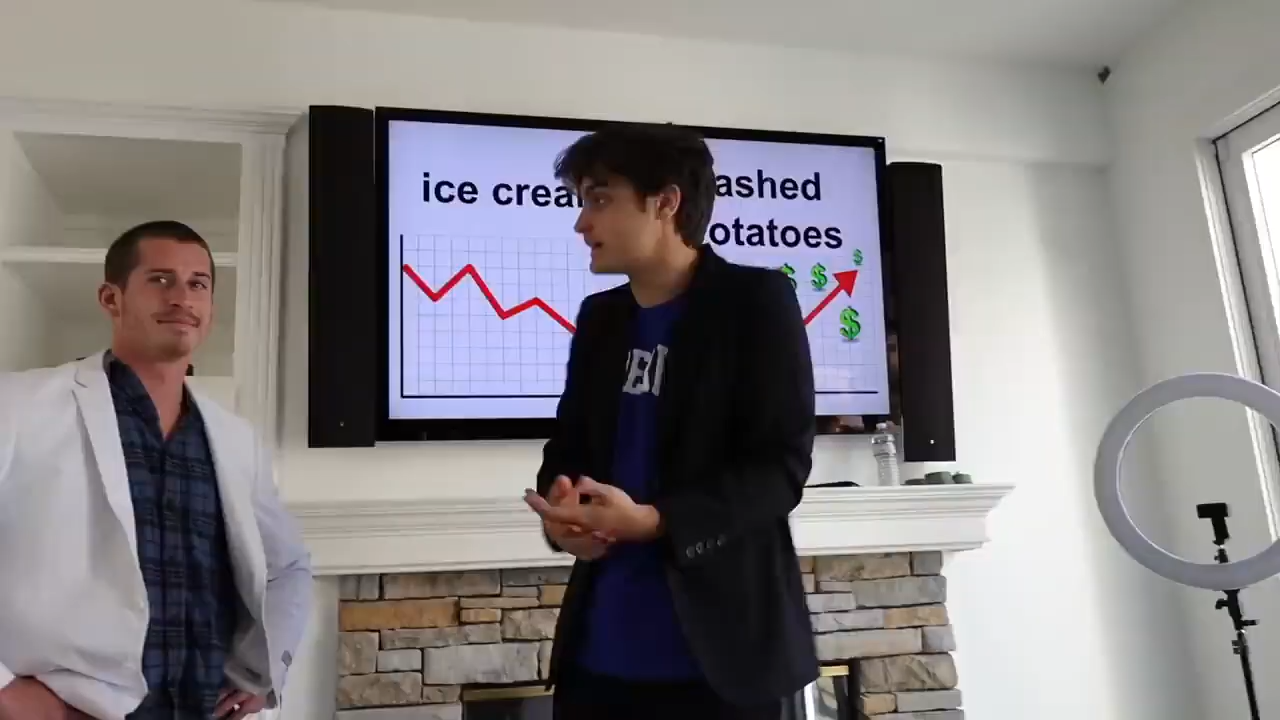 ice crea
ashed
otatoes
$ $ $
$